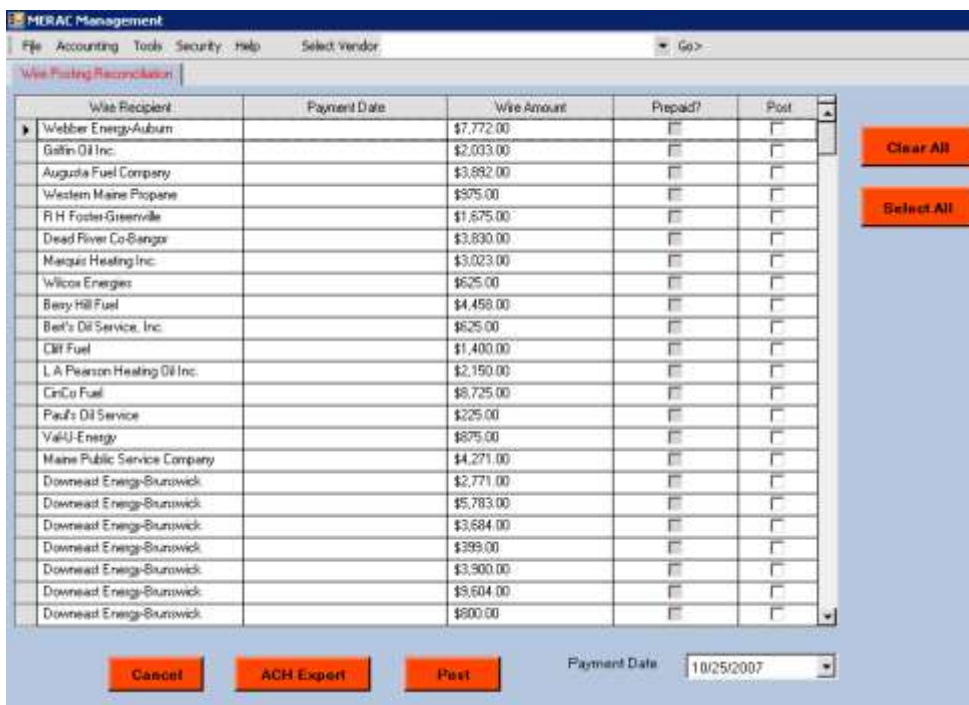 MERAC Management
File Accounting Tools Security Help Select Vendor Go>
Wire Posting Reconciliation
Wire Recipient Payment Date Wire Amount Prepaid? Post
Webber Energy-Auburn $7,772.00
Griffin Oil Inc. $2,033.00
Augusta Fuel Company $3,892.00
Western Maine Propane $975.00
R H Foster-Greenville $1,675.00
Dead River Co-Bangor $3,830.00
Marquis Heating Inc. $3,023.00
Wilcox Energies $625.00
Berry Hill Fuel $4,458.00
Bert's Oil Service, Inc. $625.00
Cliff Fuel $1,400.00
L A Pearson Heating Oil Inc. $2,150.00
CinCo Fuel $8,725.00
Paul's Oil Service $225.00
Val-U-Energy $875.00
Maine Public Service Company $4,271.00
Downeast Energy-Brunswick $2,771.00
Downeast Energy-Brunswick $5,783.00
Downeast Energy-Brunswick $3,684.00
Downeast Energy-Brunswick $399.00
Downeast Energy-Brunswick $3,900.00
Downeast Energy-Brunswick $9,604.00
Downeast Energy-Brunswick $800.00
Clear All
Select All
Cancel ACH Export Post Payment Date 10/25/2007